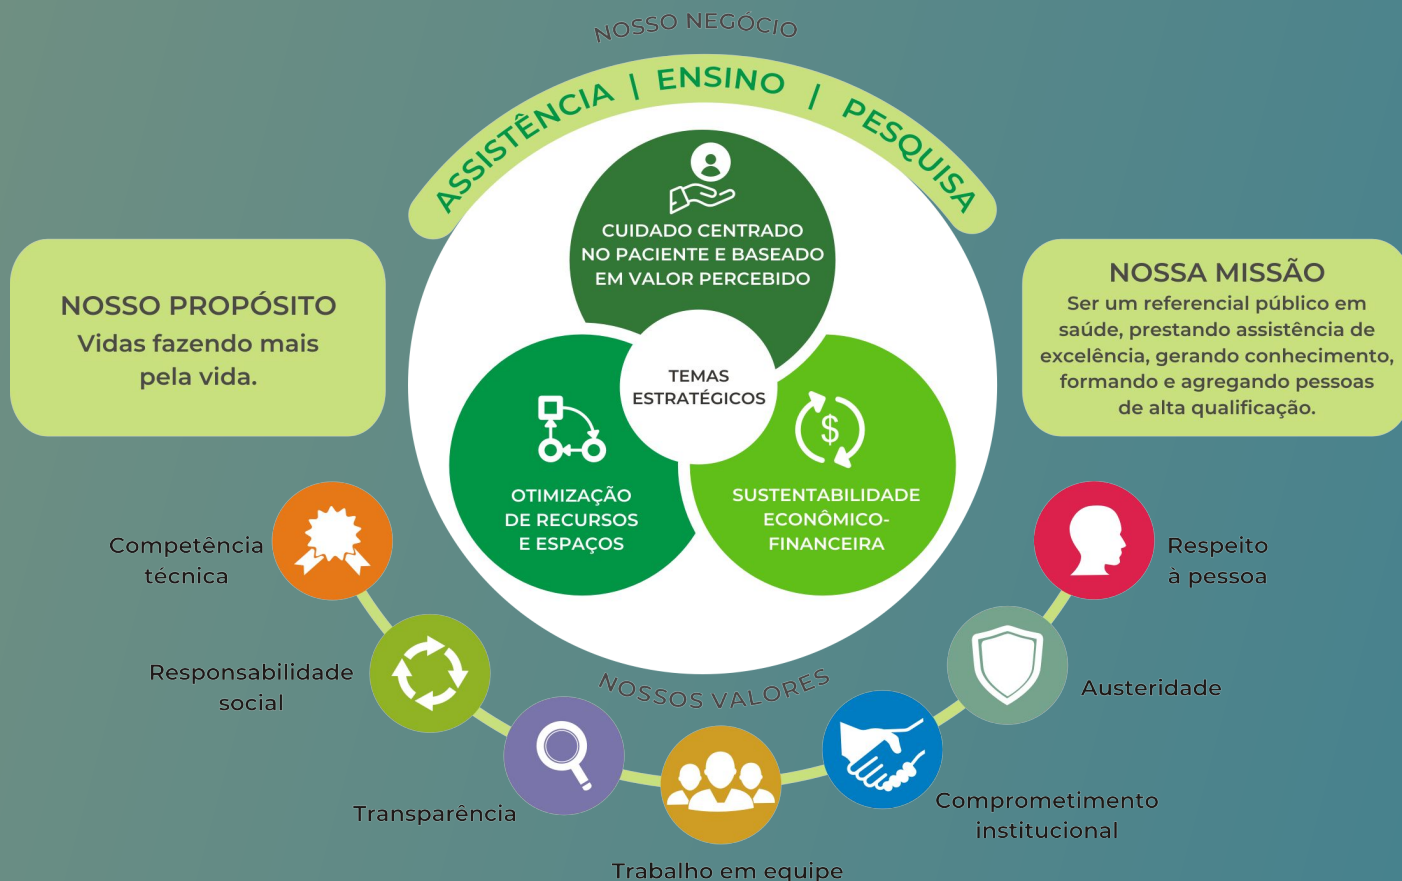 NOSSO NEGÓCIO
ASSISTÊNCIA | ENSINO | PESQUISA
CUIDADO CENTRADO
NO PACIENTE E BASEADO
EM VALOR PERCEBIDO
NOSSO PROPÓSITO
Vidas fazendo mais
pela vida.
TEMAS
ESTRATÉGICOS
NOSSA MISSÃO
Ser um referencial público em
saúde, prestando assistência de
excelência, gerando conhecimento,
formando e agregando pessoas
de alta qualificação.
OTIMIZAÇÃO
DE RECURSOS
E ESPAÇOS
$
SUSTENTABILIDADE
ECONÔMICO-
FINANCEIRA
NOSSOS VALORES
Competência
técnica
Responsabilidade
social
Transparência
Trabalho em equipe
Comprometimento
institucional
Austeridade
Respeito
à pessoa